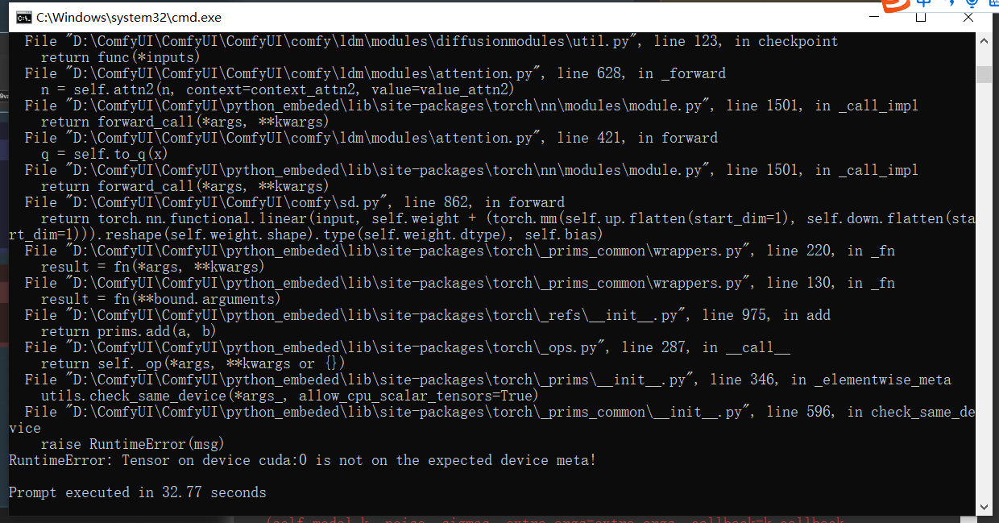 C:\Windows\system32\cmd.exe
中
File "D:\ComfyUI\ComfyUI\ComfyUI\comfy\ldm\modules\diffusionmodules\util.py", line 123, in checkpoint
return func(*inputs)
File "D:\ComfyUI\ComfyUI\ComfyUI\comfy\ldm\modules\attention.py", line 628, in _forward
n = self.attn2(n, context=context_attn2, value=value_attn2)
File "D:\ComfyUI\ComfyUI\python_embeded\lib\site-packages\torch\nn\modules\module.py", line 1501, in _call_impl
return forward_call(*args, **kwargs)
File "D:\ComfyUI\ComfyUI\ComfyUI\comfy\ldm\modules\attention.py", line 421, in forward
q = self.to_q(x)
File "D:\ComfyUI\ComfyUI\python_embeded\lib\site-packages\torch\nn\modules\module.py", line 1501, in _call_impl
return forward_call(*args, **kwargs)
File "D:\ComfyUI\ComfyUI\ComfyUI\comfy\sd.py", line 862, in forward
return torch.nn.functional.linear(input, self.weight + (torch.mm(self.up.flatten(start_dim=1), self.down.flatten(sta
rt_dim=1))).reshape(self.weight.shape).type(self.weight.dtype), self.bias)
File "D:\ComfyUI\ComfyUI\python_embeded\lib\site-packages\torch\_prims_common\wrappers.py", line 220, in _fn
result = fn(*args, **kwargs)
File "D:\ComfyUI\ComfyUI\python_embeded\lib\site-packages\torch\_prims_common\wrappers.py", line 130, in _fn
result = fn(**bound.arguments)
File "D:\ComfyUI\ComfyUI\python_embeded\lib\site-packages\torch\_refs\__init__.py", line 975, in add
return prims.add(a, b)
File "D:\ComfyUI\ComfyUI\python_embeded\lib\site-packages\torch\_ops.py", line 287, in __call__
return self._op(*args, **kwargs or {})
File "D:\ComfyUI\ComfyUI\python_embeded\lib\site-packages\torch\_prims\__init__.py", line 346, in _elementwise_meta
utils.check_same_device(*args_, allow_cpu_scalar_tensors=True)
File "D:\ComfyUI\ComfyUI\python_embeded\lib\site-packages\torch\_prims_common\__init__.py", line 596, in check_same_de
vice
raise RuntimeError(msg)
RuntimeError: Tensor on device cuda:0 is not on the expected device meta!
Prompt executed in 32.77 seconds